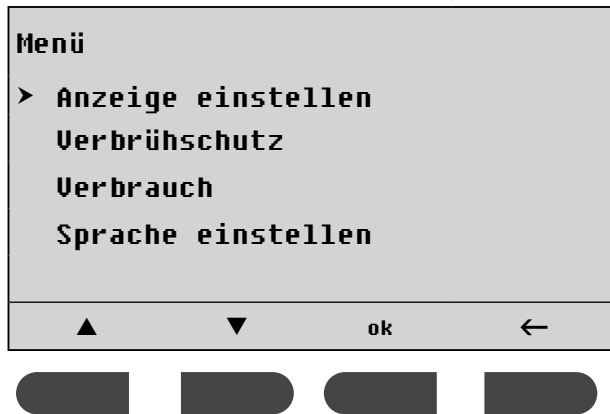 Menü
➤ Anzeige einstellen
Verbrühschutz
Verbrauch
Sprache einstellen
▲ ▼ ok ←